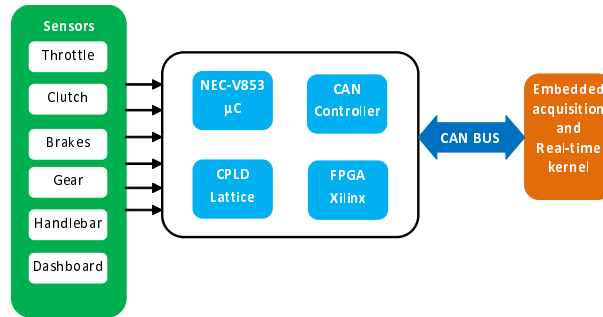 Sensors
Throttle
Clutch
Brakes
Gear
Handlebar
Dashboard
NEC-V853
µC
CAN
Controller
CPLD
Lattice
FPGA
Xilinx
CAN BUS
Embedded
acquisition
and
Real-time
kernel